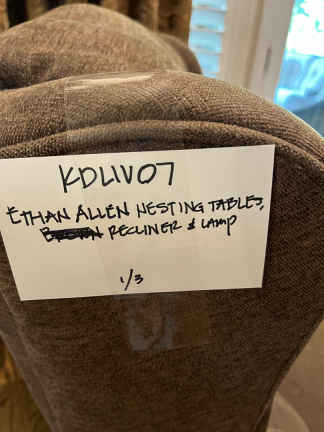 KDLIV07
ETHAN ALLEN NESTING TABLES,
RECLINER & LAMP
1/3